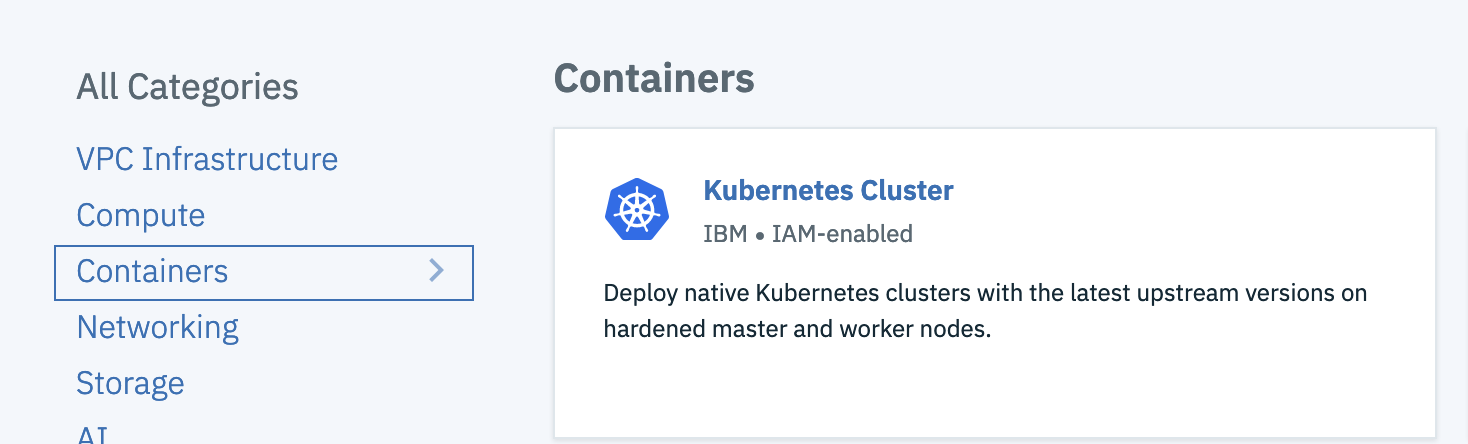 All Categories
VPC Infrastructure
Compute
Containers
Networking
Storage
AI
Containers
Kubernetes Cluster
IBM • IAM-enabled
Deploy native Kubernetes clusters with the latest upstream versions on
hardened master and worker nodes.